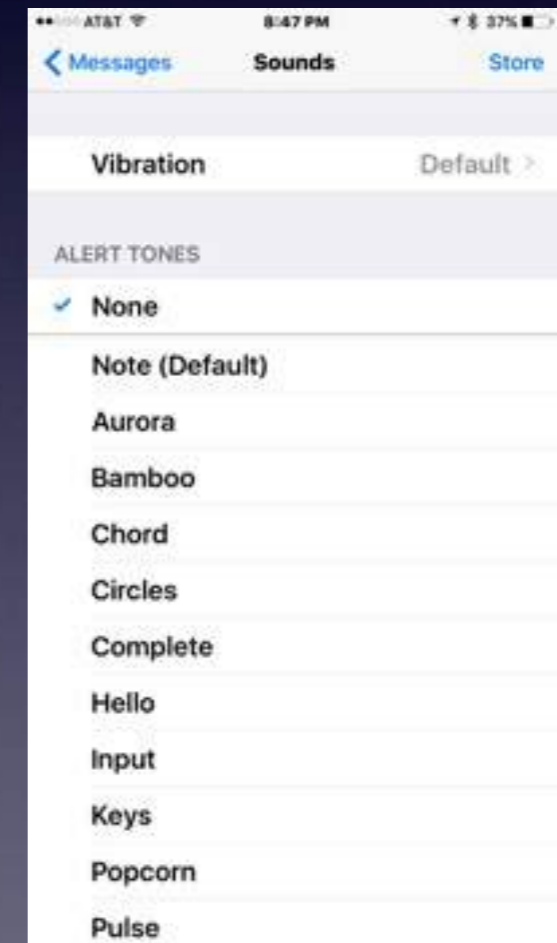 AT&T 8:47 PM 37%
Messages Sounds Store
Vibration Default
ALERT TONES
None
Note (Default)
Aurora
Bamboo
Chord
Circles
Complete
Hello
Input
Keys
Popcorn
Pulse